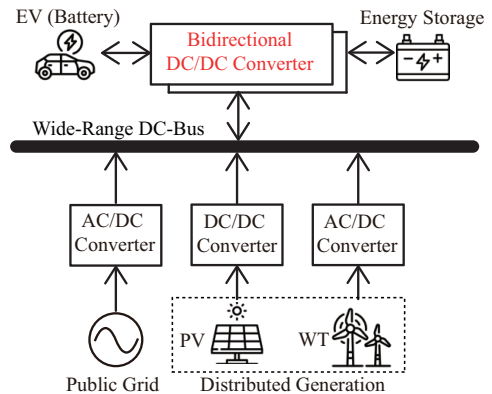 EV (Battery)
Energy Storage
Bidirectional
DC/DC Converter
Wide-Range DC-Bus
AC/DC
Converter
DC/DC
Converter
AC/DC
Converter
PV
WT
Public Grid
Distributed Generation